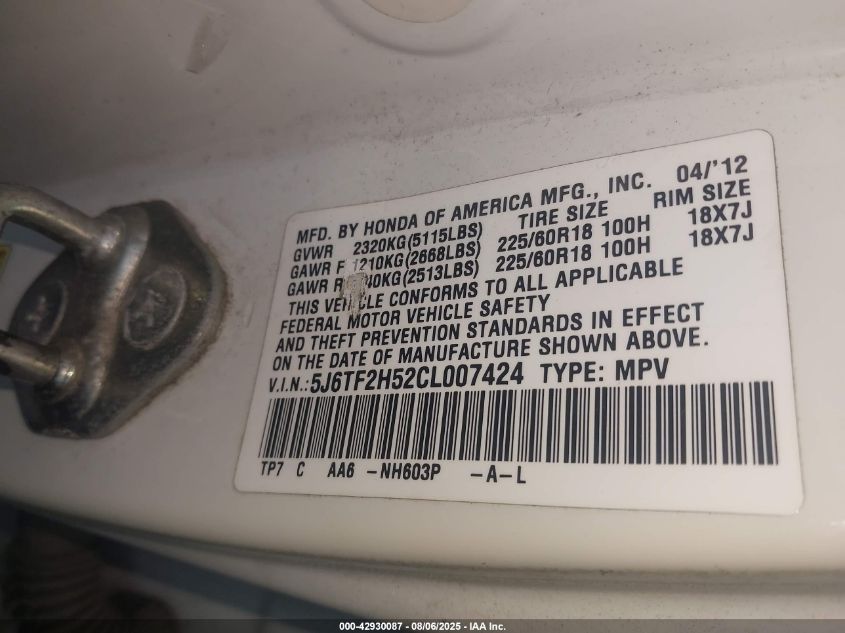 MFD. BY HONDA OF AMERICA MFG., INC. 04/'12
GVWR 2320KG(5115LBS) TIRE SIZE RIM SIZE
GAWR F 1210KG(2668LBS) 225/60R18 100H 18X7J
GAWR R 40KG(2513LBS) 225/60R18 100H 18X7J
THIS VEHICLE CONFORMS TO ALL APPLICABLE
FEDERAL MOTOR VEHICLE SAFETY
AND THEFT PREVENTION STANDARDS IN EFFECT
ON THE DATE OF MANUFACTURE SHOWN ABOVE.
V.I.N.: 5J6TF2H52CL007424 TYPE: MPV
TP7 C AA6 -NH603P -A-L
000-42930087 - 08/06/2025 - IAA Inc.